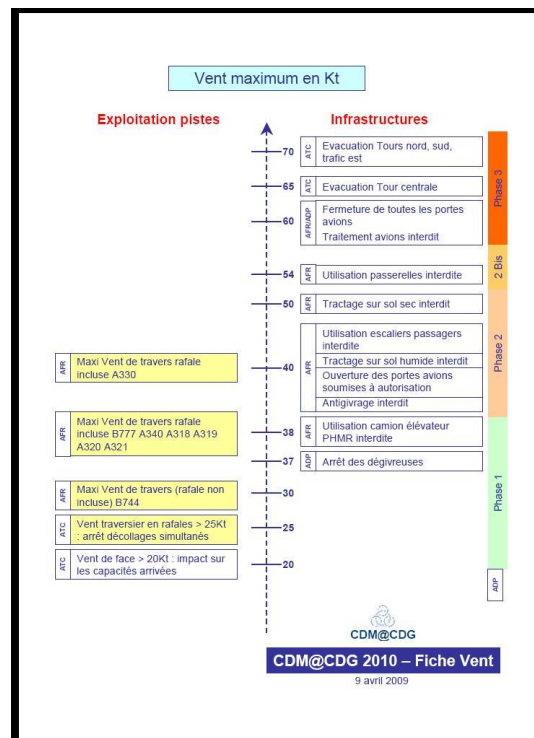 Vent maximum en Kt
Exploitation pistes
Infrastructures
70
ATC
Evacuation Tours nord, sud,
trafic est
65
ATC
Evacuation Tour centrale
60
AFR/ADP
Fermeture de toutes les portes
avions
Traitement avions interdit
Phase 3
54
AFR
Utilisation passerelles interdite
2 Bis
50
AFR
Tractage sur sol sec interdit
AFR
Maxi Vent de travers rafale
incluse A330
40
AFR
Utilisation escaliers passagers
interdite
Tractage sur sol humide interdit
Ouverture des portes avions
soumises à autorisation
Antigivrage interdit
Phase 2
AFR
Maxi Vent de travers rafale
incluse B777 A340 A318 A319
A320 A321
38
AFR
Utilisation camion élévateur
PHMR interdite
37
ADP
Arrêt des dégivreuses
AFR
Maxi Vent de travers (rafale non
incluse) B744
30
ATC
Vent traversier en rafales > 25Kt
: arrêt décollages simultanés
25
ATC
Vent de face > 20Kt : impact sur
les capacités arrivées
20
Phase 1
ADP
CDM@CDG
CDM@CDG 2010 – Fiche Vent
9 avril 2009